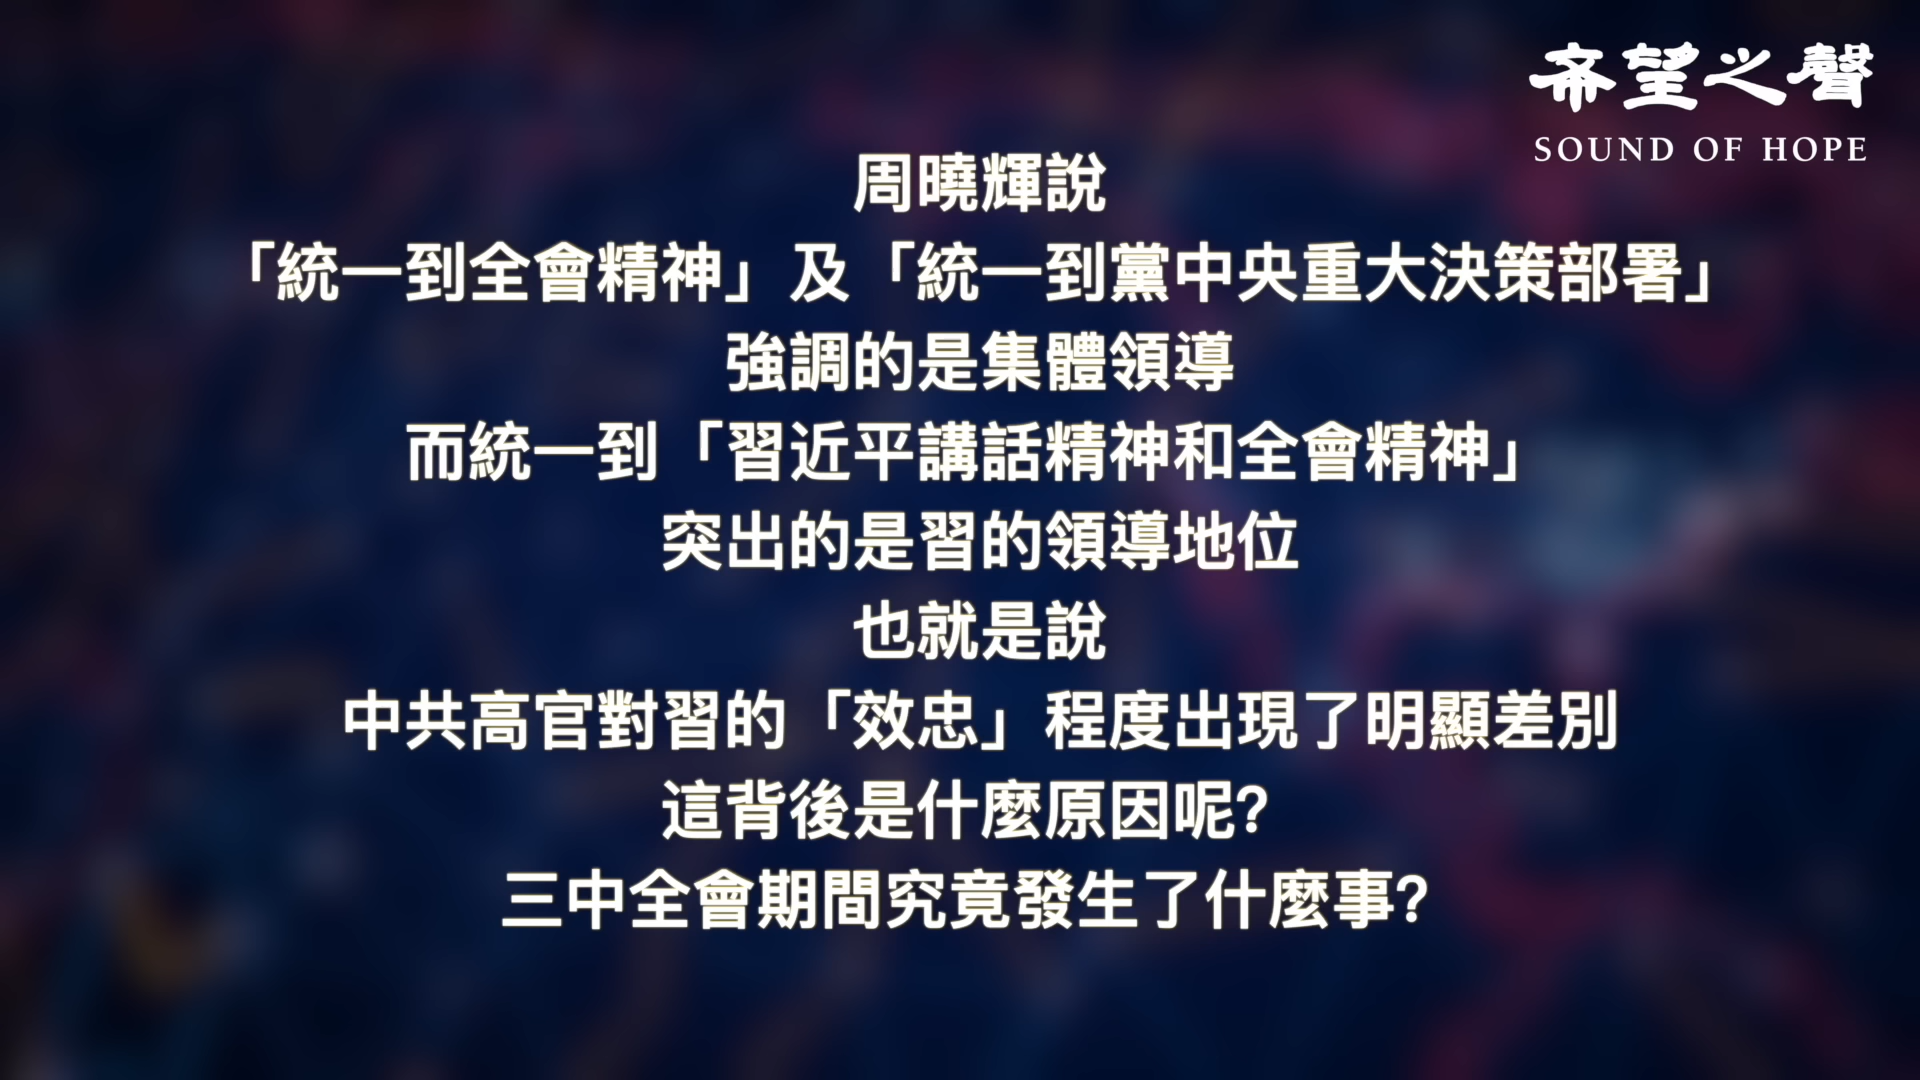 希望之聲
SOUND OF HOPE
周曉輝說
「統一到全會精神」及「統一到黨中央重大決策部署」
強調的是集體領導
而統一到「習近平講話精神和全會精神」
突出的是習的領導地位
也就是說
中共高官對習的「效忠」程度出現了明顯差別
這背後是什麼原因呢？
三中全會期間究竟發生了什麼事？